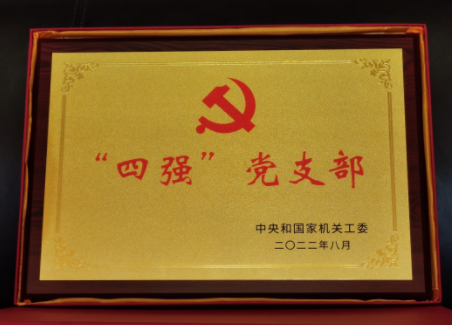 “四强”党支部
中央和国家机关工委
二〇二二年八月